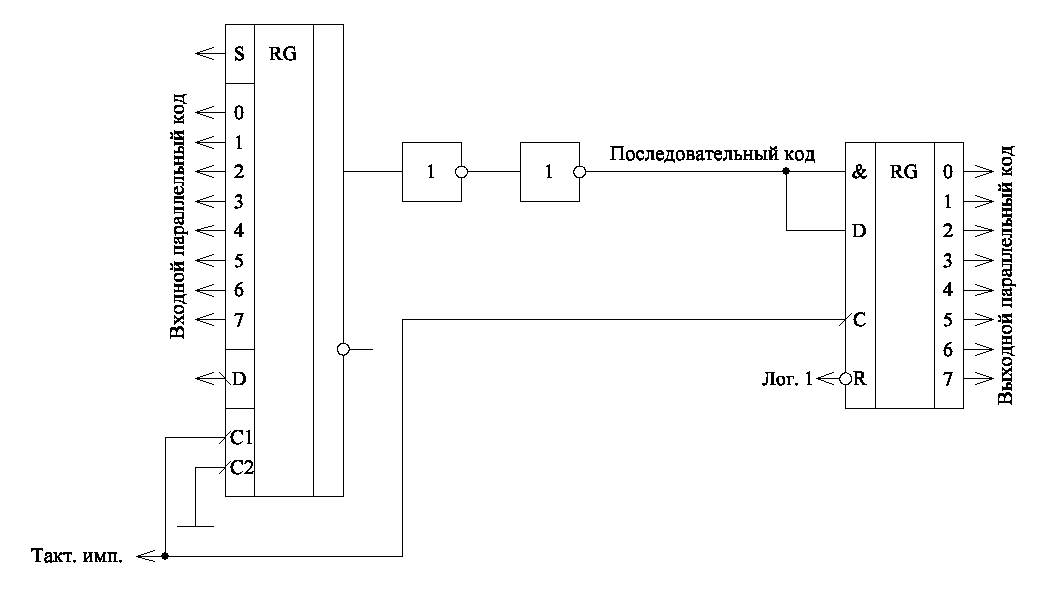 S RG
0
1
2
3
4
5
6
7
D
C1
C2
Входной параллельный код
1
1
Последовательный код
& RG 0
1
D 2
3
4
C 5
6
Лог. 1 R 7
Выходной параллельный код
Такт. имп.